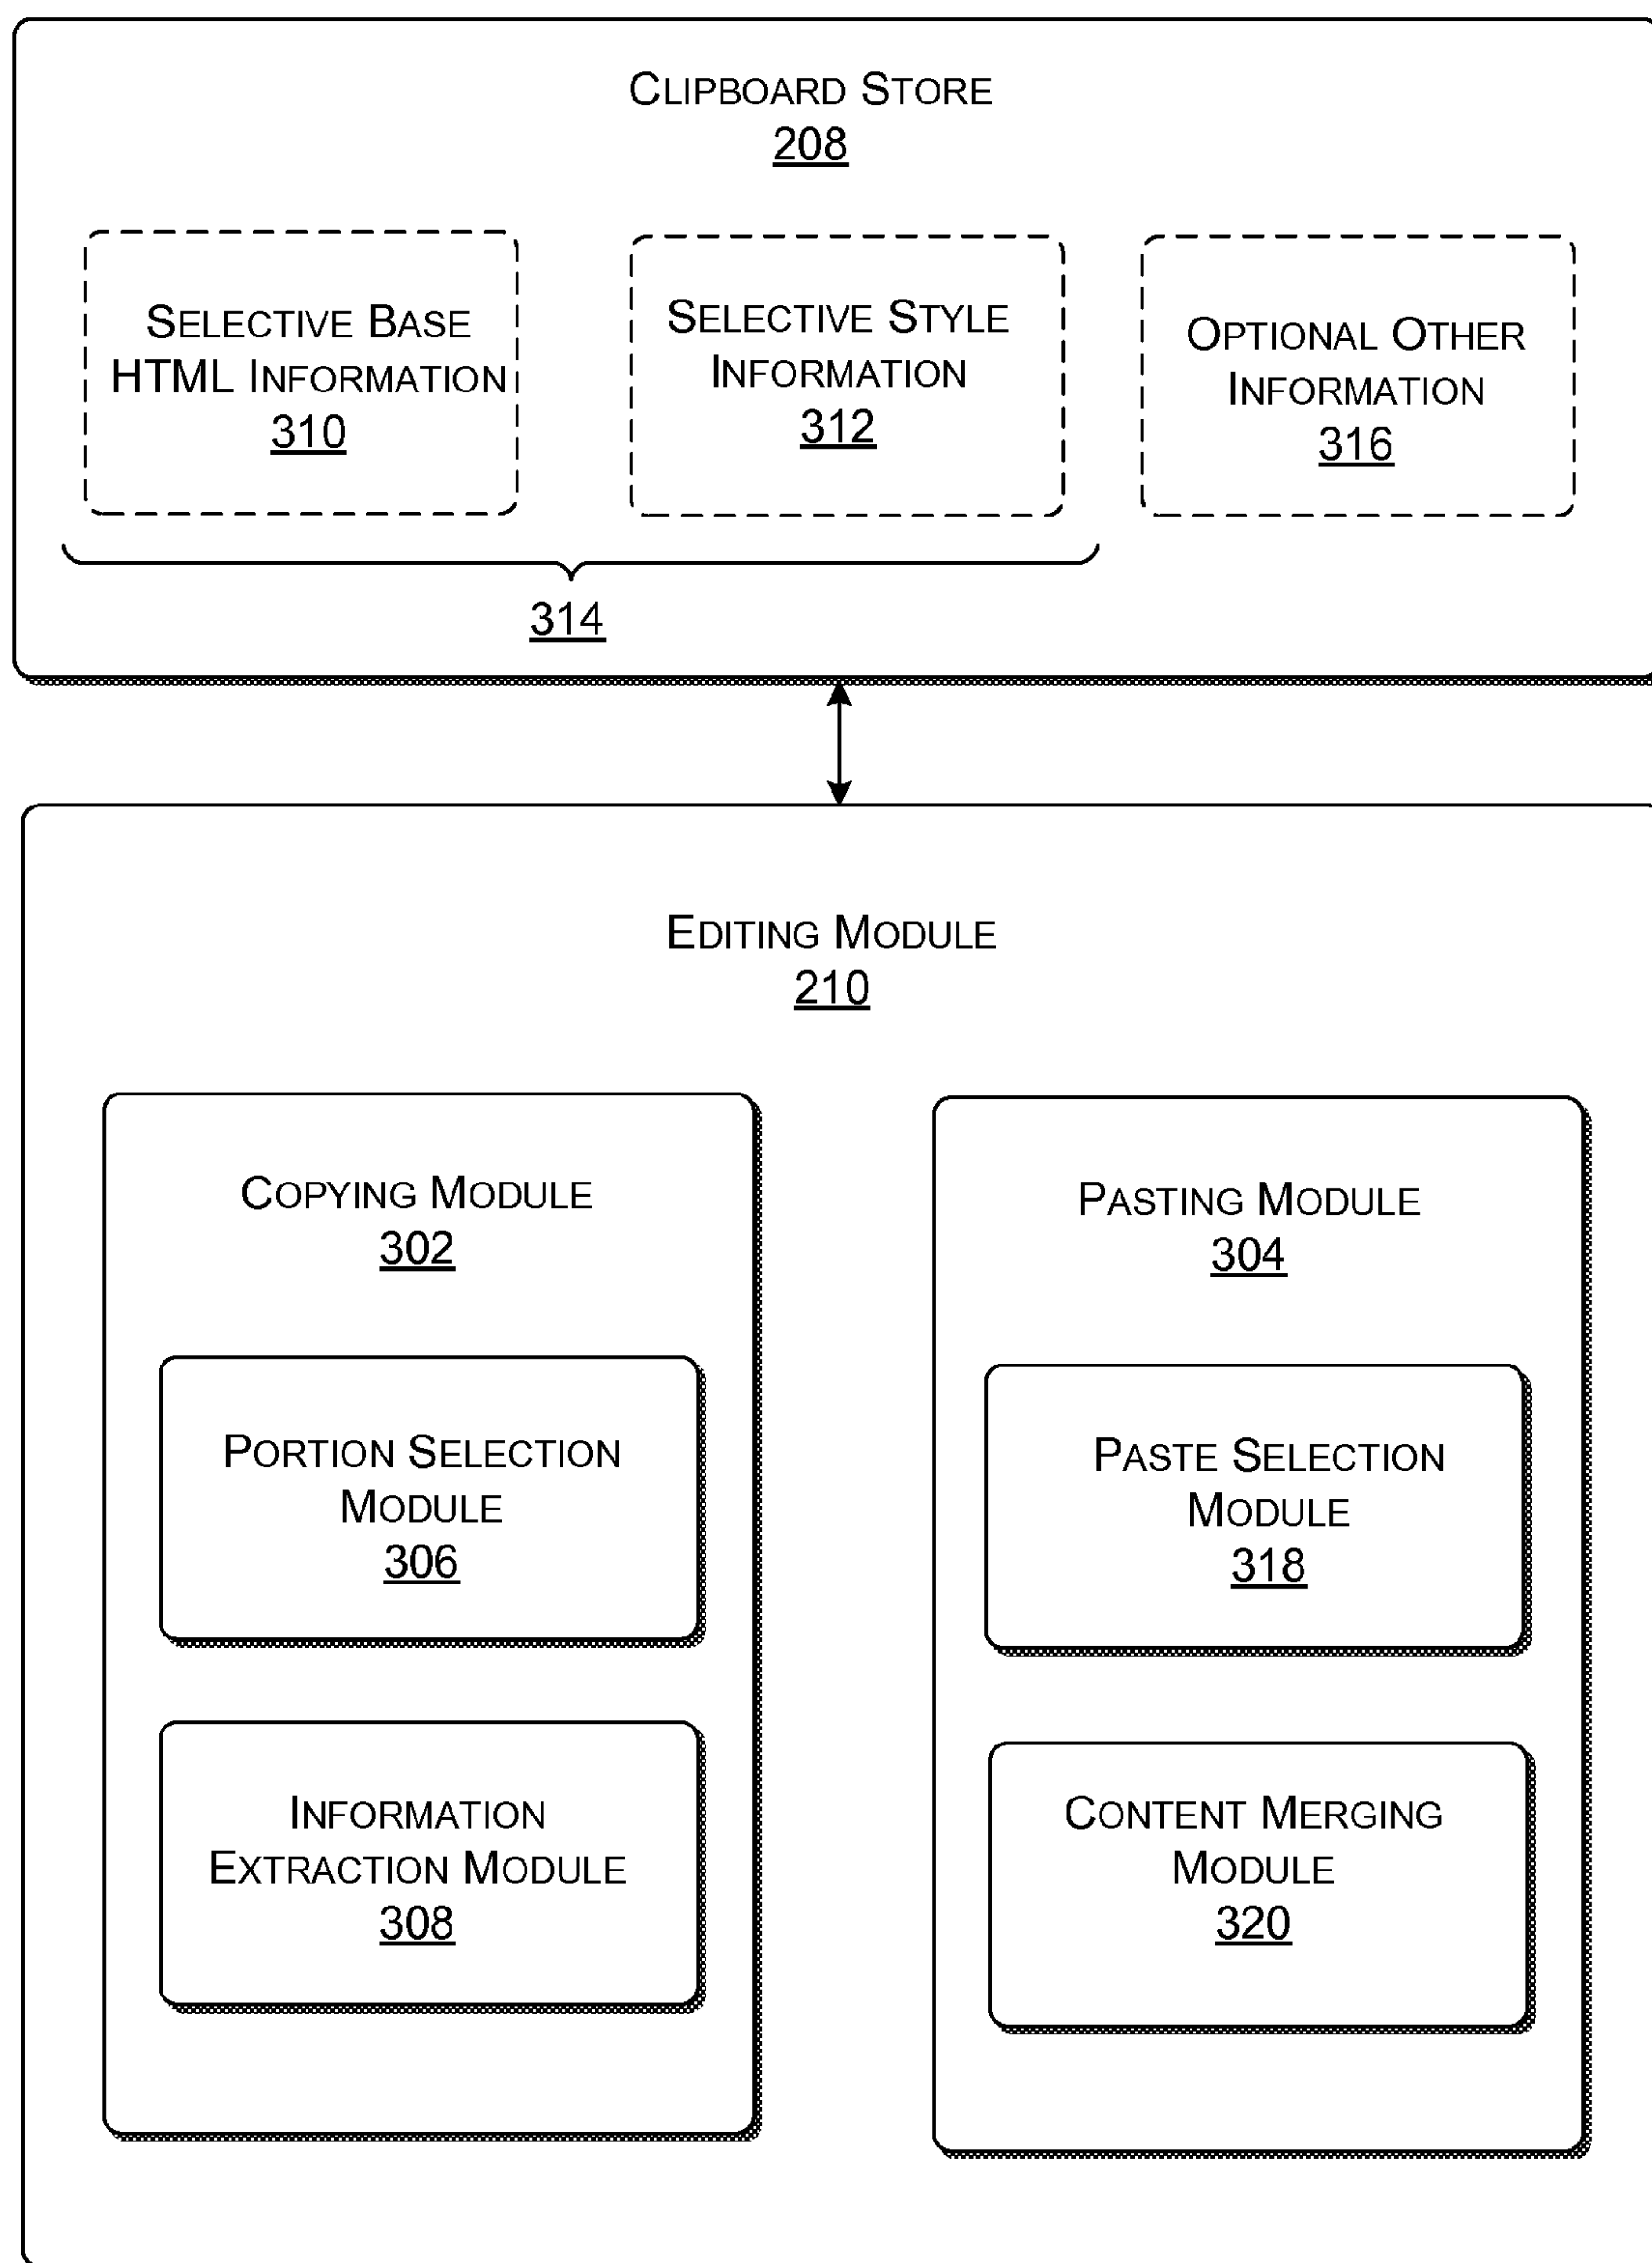 CLIPBOARD STORE
208
SELECTIVE BASE
HTML INFORMATION
310
SELECTIVE STYLE
INFORMATION
312
OPTIONAL OTHER
INFORMATION
316
314
EDITING MODULE
210
COPYING MODULE
302
PORTION SELECTION
MODULE
306
INFORMATION
EXTRACTION MODULE
308
PASTING MODULE
304
PASTE SELECTION
MODULE
318
CONTENT MERGING
MODULE
320